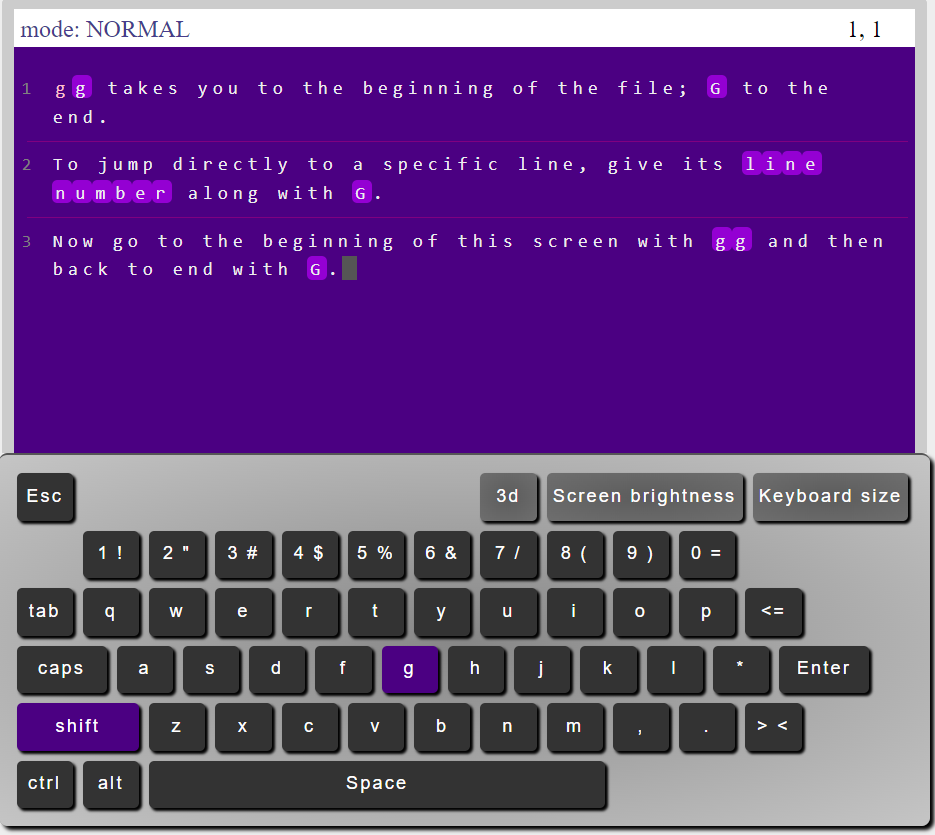 mode: NORMAL 1, 1
1 gg takes you to the beginning of the file; G to the
end.
2 To jump directly to a specific line, give its line
number along with G.
3 Now go to the beginning of this screen with gg and then
back to end with G.
Esc 3d Screen brightness Keyboard size
1 ! 2 " 3 # 4 $ 5 % 6 & 7 / 8 ( 9 ) 0 =
tab q w e r t y u i o p <=
caps a s d f g h j k l * Enter
shift z x c v b n m , . > <
ctrl alt Space